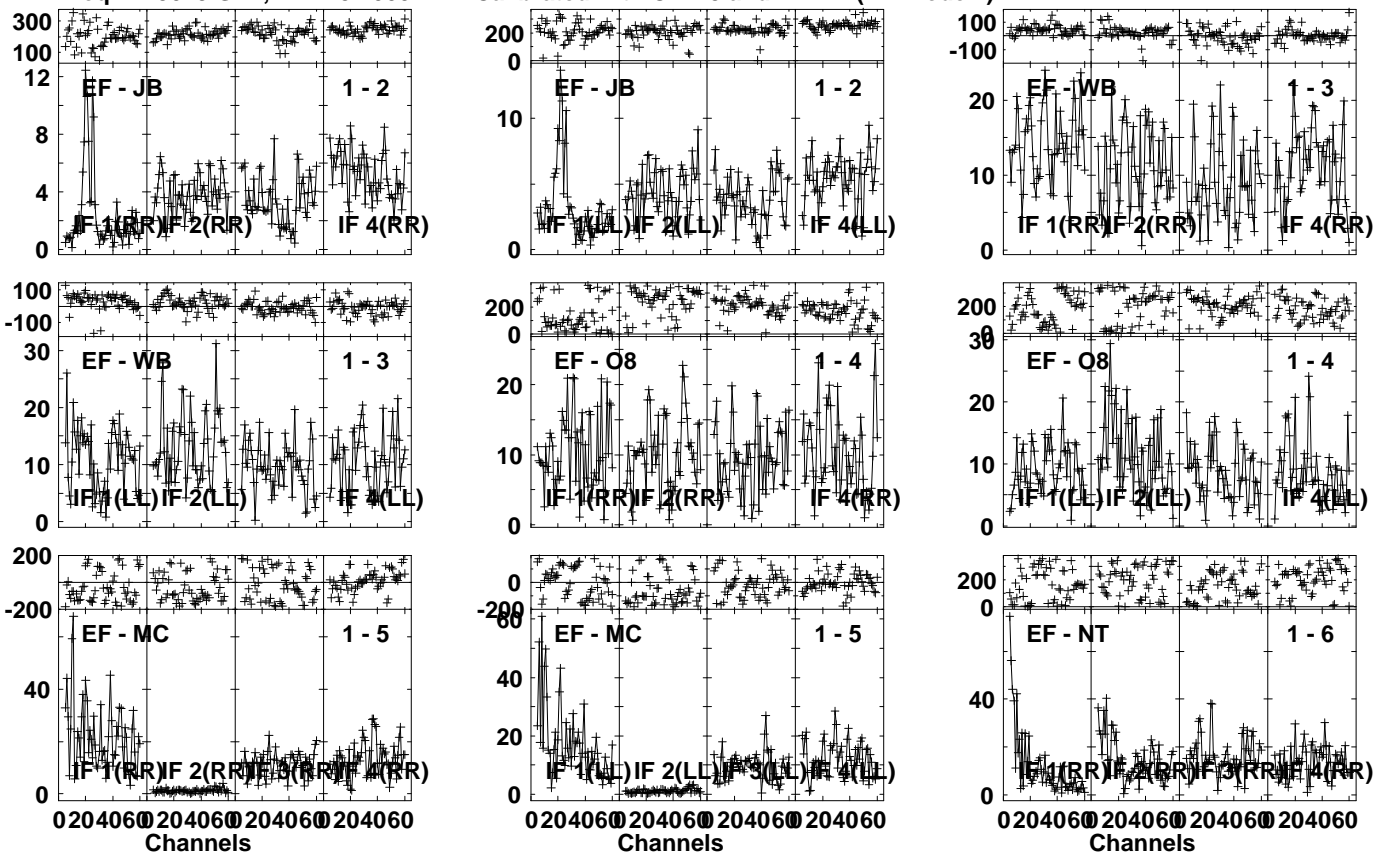 300
100
200
0
100
-100
12
8
4
0
EF - JB
1 - 2
IF 1(RR)
IF 2(RR)
IF 4(RR)
10
0
EF - JB
1 - 2
IF 1(LL)
IF 2(LL)
IF 4(LL)
20
10
0
EF - WB
1 - 3
IF 1(RR)
IF 2(RR)
IF 4(RR)
100
-100
200
0
200
0
30
20
10
0
EF - WB
1 - 3
IF 1(LL)
IF 2(LL)
IF 4(LL)
20
10
0
EF - O8
1 - 4
IF 1(RR)
IF 2(RR)
IF 4(RR)
30
20
10
0
EF - O8
1 - 4
IF 1(LL)
IF 2(LL)
IF 4(LL)
200
0
-200
0
-200
200
0
40
0
EF - MC
1 - 5
IF 1(RR)
IF 2(RR)
IF 3(RR)
IF 4(RR)
60
40
20
0
EF - MC
1 - 5
IF 1(LL)
IF 2(LL)
IF 3(LL)
IF 4(LL)
40
0
EF - NT
1 - 6
IF 1(RR)
IF 2(RR)
IF 3(RR)
IF 4(RR)
0 20 40 60 0 20 40 60 0 20 40 60 0 20 40 60
Channels
0 20 40 60 0 20 40 60 0 20 40 60 0 20 40 60
Channels
0 20 40 60 0 20 40 60 0 20 40 60 0 20 40 60
Channels